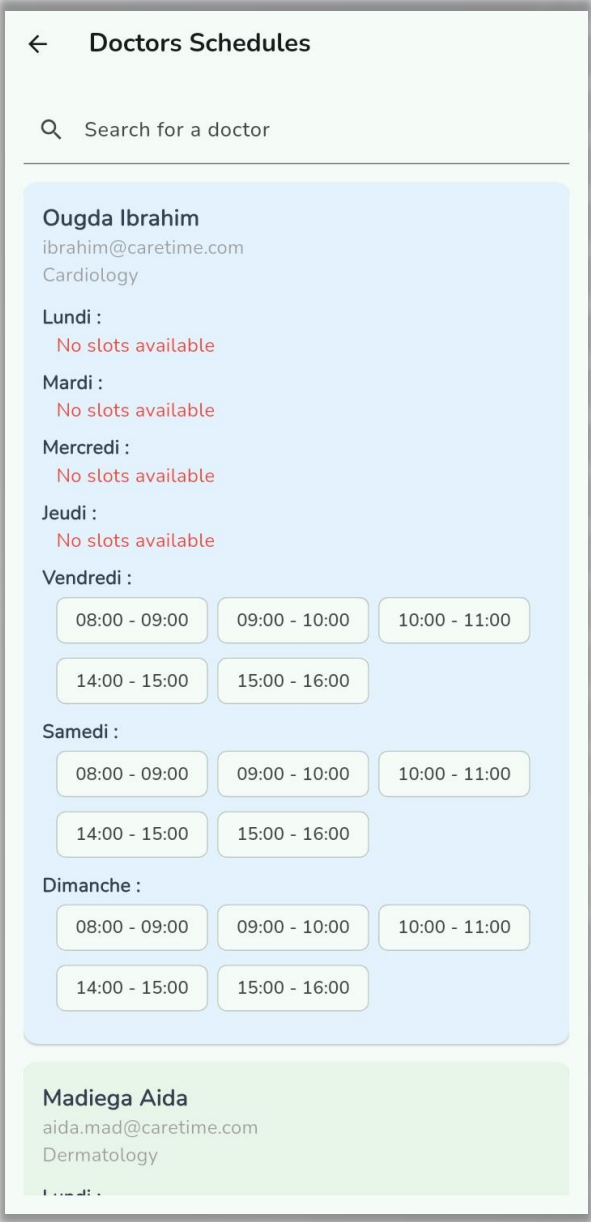 Doctors Schedules
Search for a doctor
Ougda Ibrahim
ibrahim@caretime.com
Cardiology
Lundi :
No slots available
Mardi :
No slots available
Mercredi :
No slots available
Jeudi :
No slots available
Vendredi :
08:00 - 09:00 09:00 - 10:00 10:00 - 11:00
14:00 - 15:00 15:00 - 16:00
Samedi :
08:00 - 09:00 09:00 - 10:00 10:00 - 11:00
14:00 - 15:00 15:00 - 16:00
Dimanche :
08:00 - 09:00 09:00 - 10:00 10:00 - 11:00
14:00 - 15:00 15:00 - 16:00
Madiega Aida
aida.mad@caretime.com
Dermatology
Lundi :